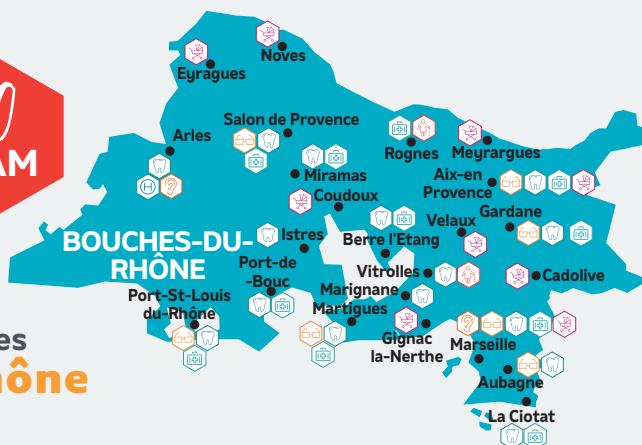 Noves
Eyragues
Salon de Provence
Arles
AM
Rognes
Meyrargues
Miramas
Aix-en
Provence
Coudoux
Gardane
Velaux
BOUCHES-DU-
RHÔNE
Istres
Berre l'Etang
Port-de
-Bouc
Vitrolles
Cadolive
Marignane
Port-St-Louis
du-Rhône
Martigues
Gignac
la-Nerthe
Marseille
es
hône
Aubagne
La Ciotat
H